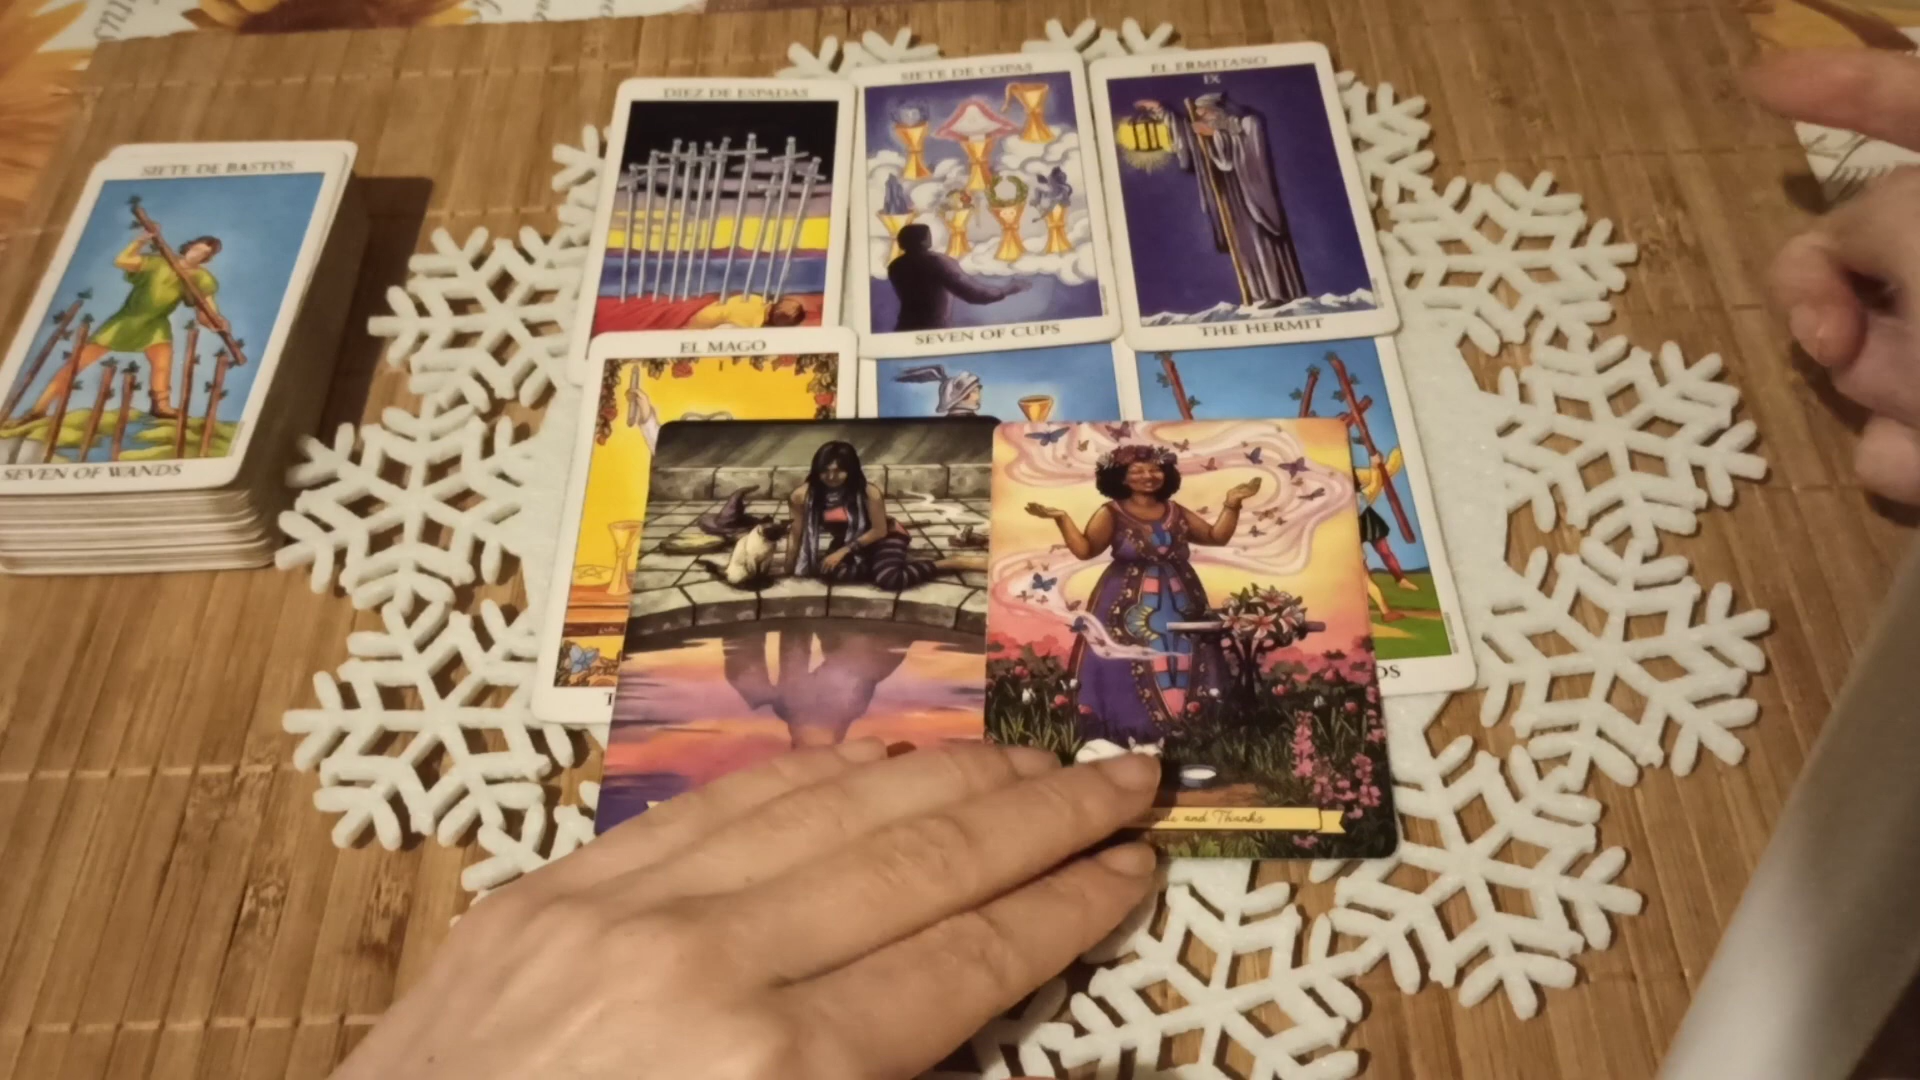 SIETE DE BASTOS
SEVEN OF WANDS
DIEZ DE ESPADAS
SIETE DE COPAS
SEVEN OF CUPS
EL ERMITANO
IX
THE HERMIT
EL MAGO
I
and Thanks